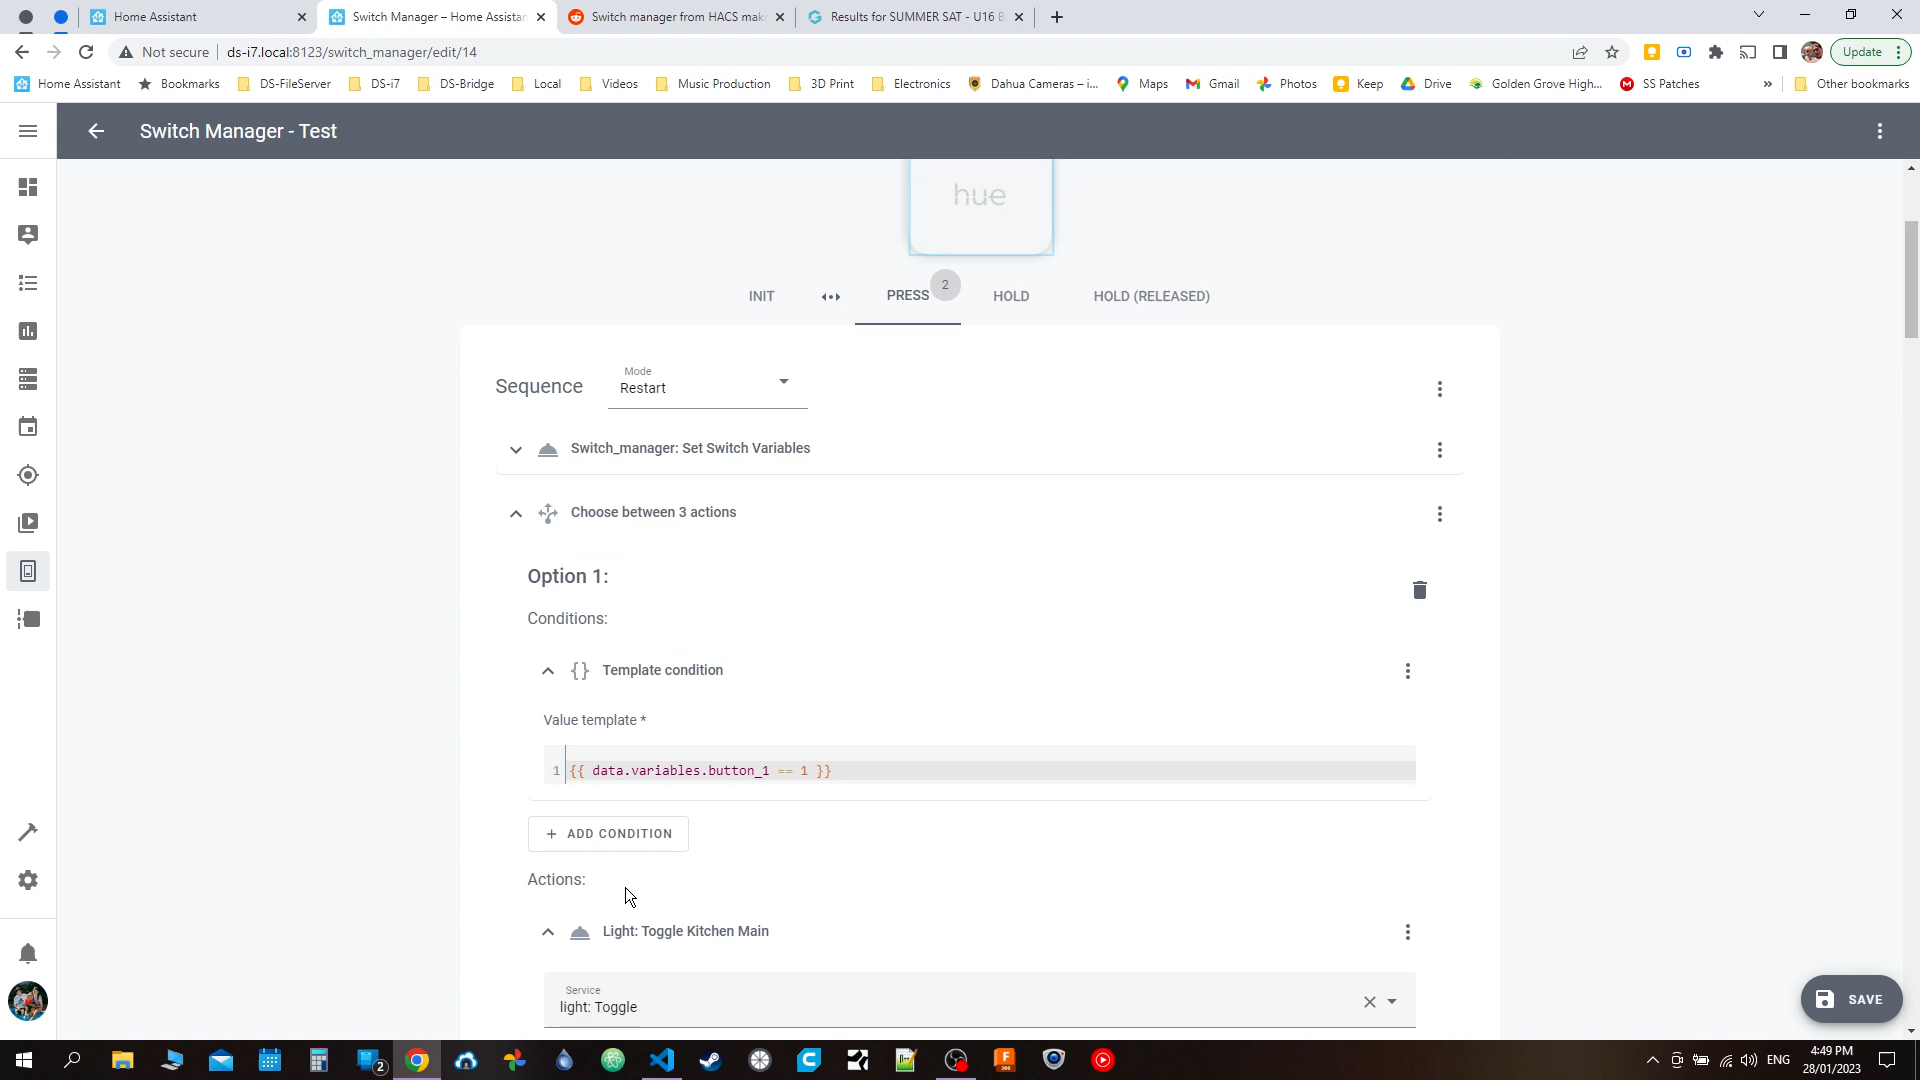 Home Assistant
Switch Manager – Home Assistan
Switch manager from HACS mak
Results for SUMMER SAT - U16 B
Not secure
ds-i7.local:8123/switch_manager/edit/14
Update
Home Assistant
Bookmarks
DS-FileServer
DS-i7
DS-Bridge
Local
Videos
Music Production
3D Print
Electronics
Dahua Cameras – i...
Maps
Gmail
Photos
Keep
Drive
Golden Grove High...
SS Patches
»
Other bookmarks
Switch Manager - Test
hue
INIT
PRESS
2
HOLD
HOLD (RELEASED)
Sequence
Mode
Restart
Switch_manager: Set Switch Variables
Choose between 3 actions
Option 1:
Conditions:
Template condition
Value template *
1 {{ data.variables.button_1 == 1 }}
+ ADD CONDITION
Actions:
Light: Toggle Kitchen Main
Service
light: Toggle
SAVE
2
ENG
4:49 PM
28/01/2023